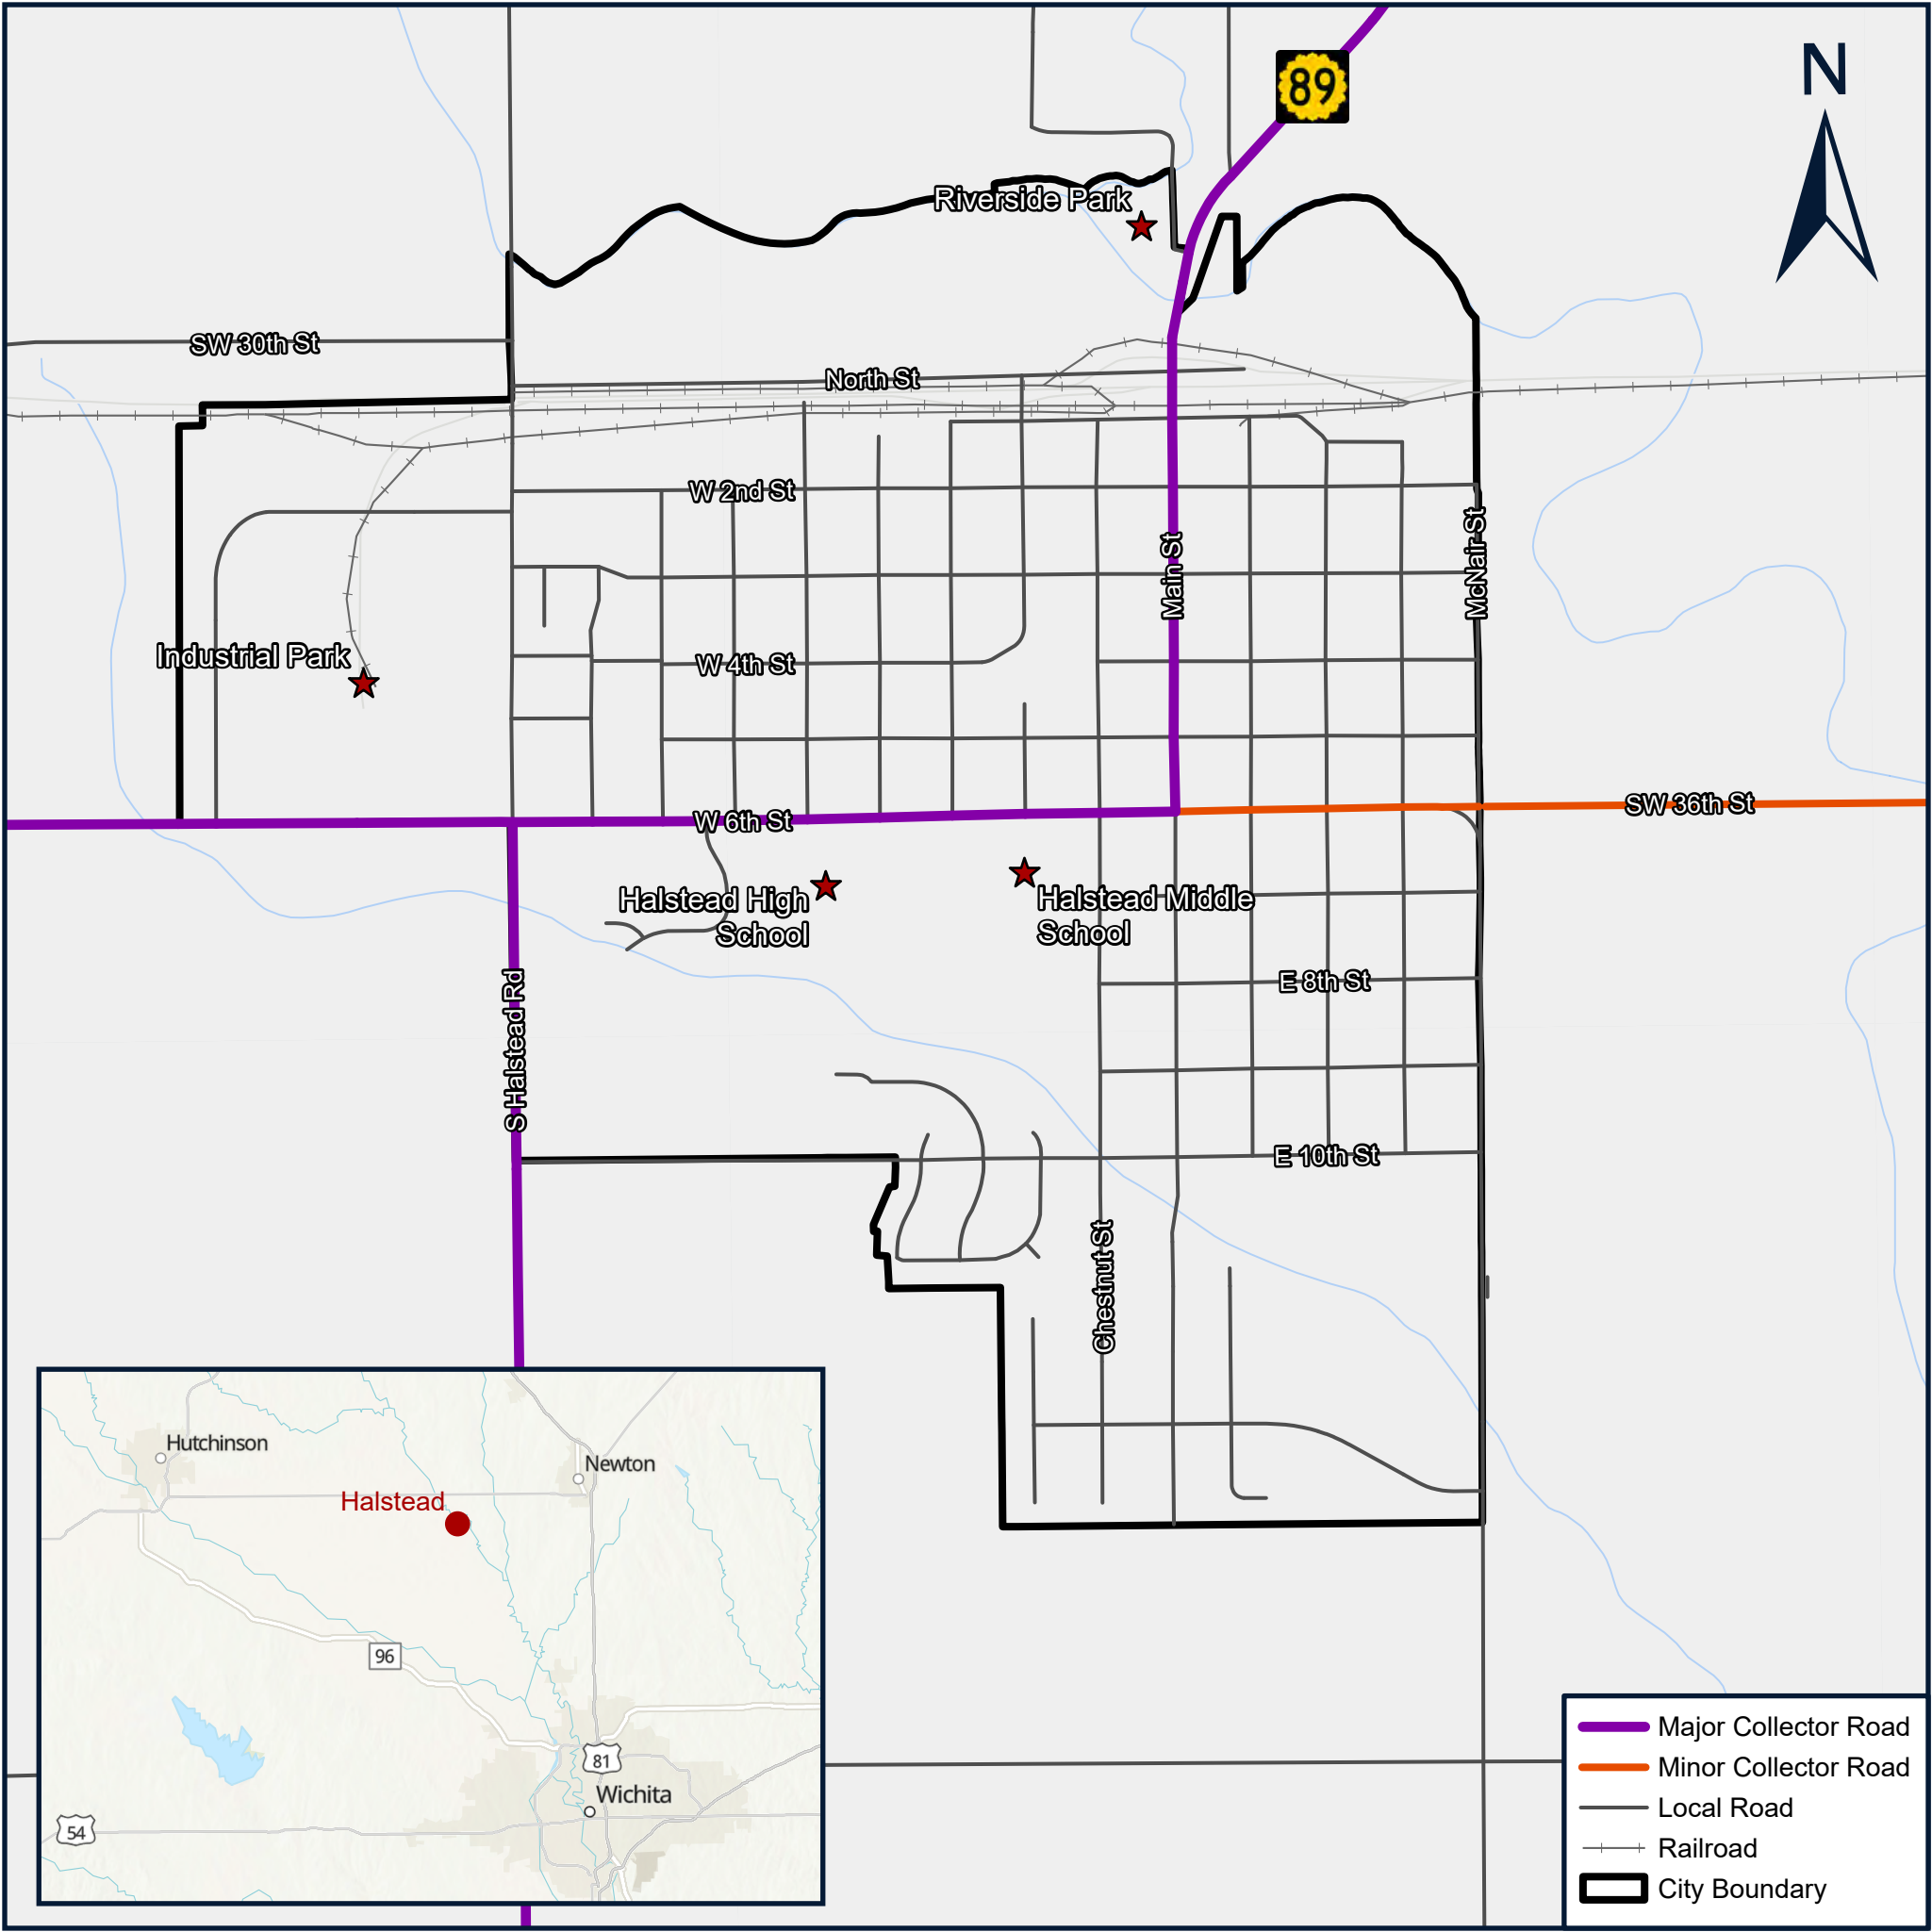 89
N
Riverside Park
SW 30th St
North St
W 2nd St
Main St
McNair St
Industrial Park
W 4th St
W 6th St
SW 36th St
Halstead High
School
Halstead Middle
School
S Halstead Rd
E 8th St
E 10th St
Chestnut St
Hutchinson
Newton
Halstead
96
81
Wichita
54
Major Collector Road
Minor Collector Road
Local Road
Railroad
City Boundary